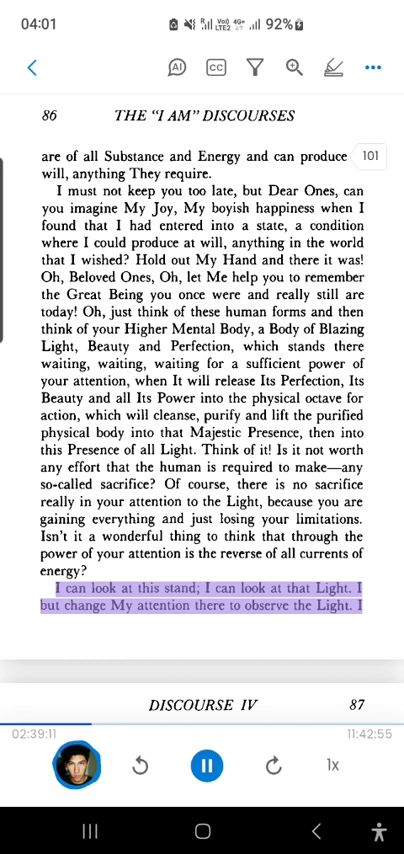 04:01
R Vo)) 4G+ 92%
LTE2
AI CC
86 THE “I AM” DISCOURSES
101
are of all Substance and Energy and can produce
will, anything They require.
I must not keep you too late, but Dear Ones, can
you imagine My Joy, My boyish happiness when I
found that I had entered into a state, a condition
where I could produce at will, anything in the world
that I wished? Hold out My Hand and there it was!
Oh, Beloved Ones, Oh, let Me help you to remember
the Great Being you once were and really still are
today! Oh, just think of these human forms and then
think of your Higher Mental Body, a Body of Blazing
Light, Beauty and Perfection, which stands there
waiting, waiting, waiting for a sufficient power of
your attention, when It will release Its Perfection, Its
Beauty and all Its Power into the physical octave for
action, which will cleanse, purify and lift the purified
physical body into that Majestic Presence, then into
this Presence of all Light. Think of it! Is it not worth
any effort that the human is required to make—any
so-called sacrifice? Of course, there is no sacrifice
really in your attention to the Light, because you are
gaining everything and just losing your limitations.
Isn't it a wonderful thing to think that through the
power of your attention is the reverse of all currents of
energy?
I can look at this stand; I can look at that Light. I
but change My attention there to observe the Light. I
DISCOURSE IV 87
02:39:11 11:42:55
1x